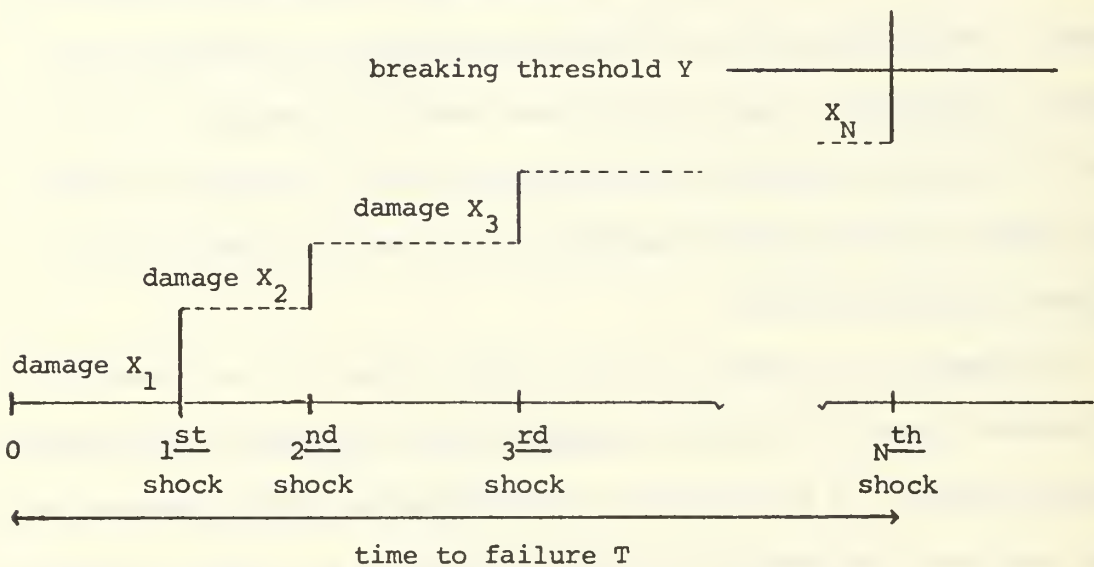 breaking threshold Y
X_N
damage X_3
damage X_2
damage X_1
0 1st 2nd 3rd Nth
shock shock shock shock
time to failure T